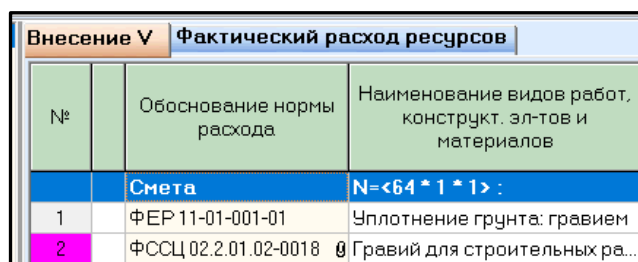 Внесение V Фактический расход ресурсов
№ Обоснование нормы расхода Наименование видов работ, конструкт. эл-тов и материалов
Смета N=<64 * 1 * 1> :
1 ФЕР 11-01-001-01 Уплотнение грунта: гравием
2 ФССЦ 02.2.01.02-0018 Гравий для строительных ра...